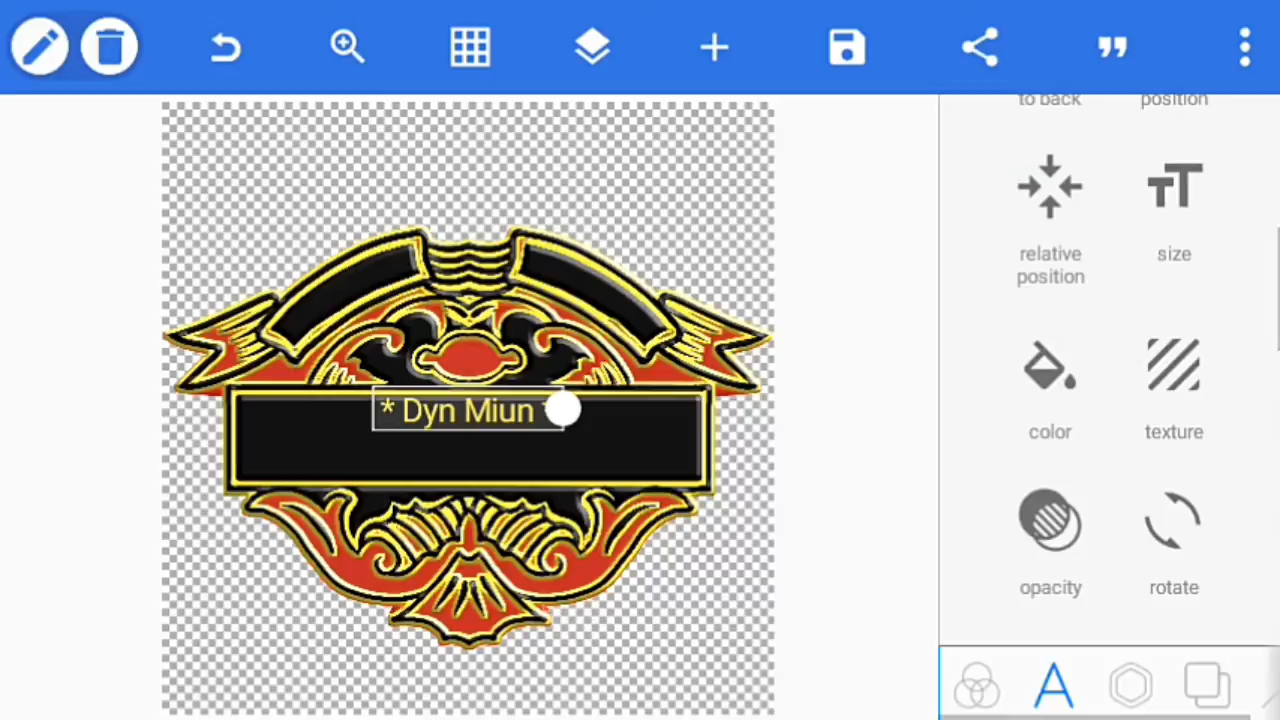 to back
position
relative
position
size
* Dyn Miun *
color
texture
opacity
rotate